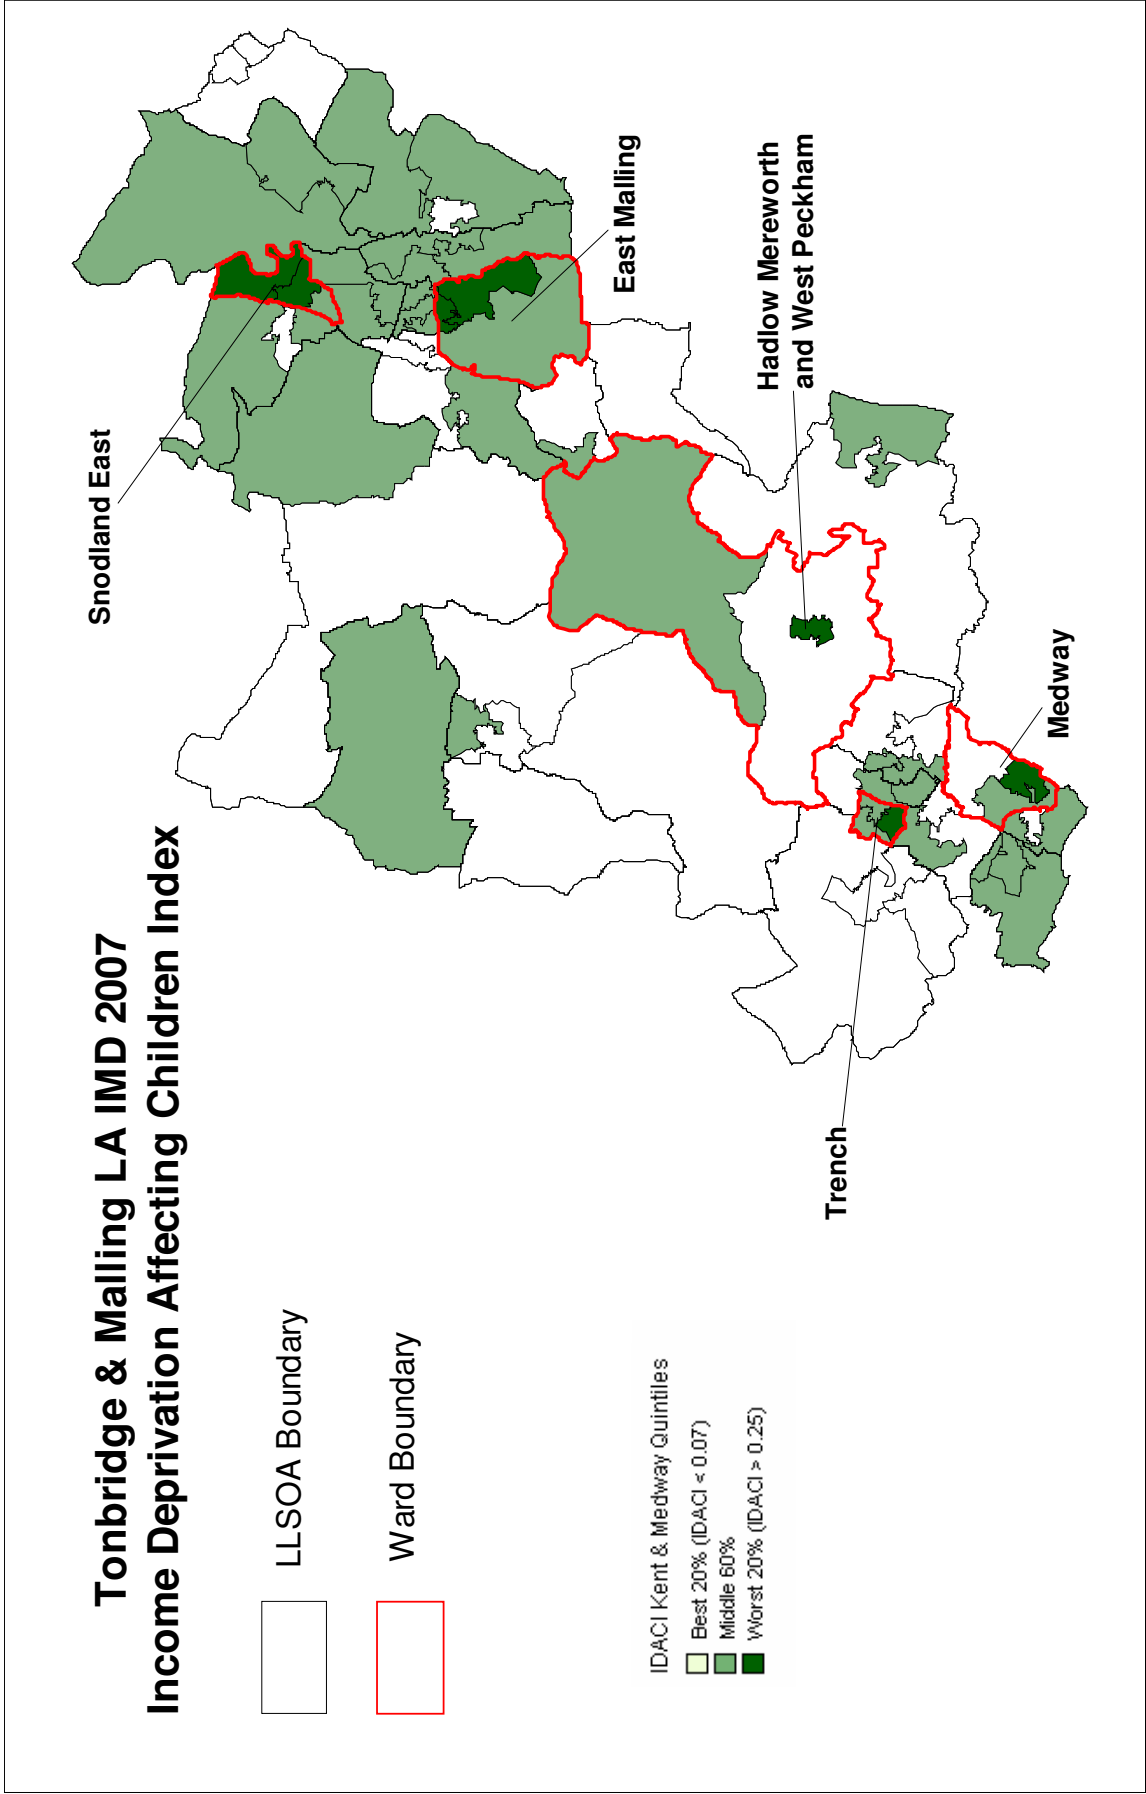 Tonbridge & Malling LA IMD 2007
Income Deprivation Affecting Children Index
LLSOA Boundary
Ward Boundary
IDACI Kent & Medway Quintiles
Best 20% (IDACI < 0.07)
Middle 60%
Worst 20% (IDACI > 0.25)
Snodland East
East Malling
Hadlow Mereworth
and West Peckham
Medway
Trench